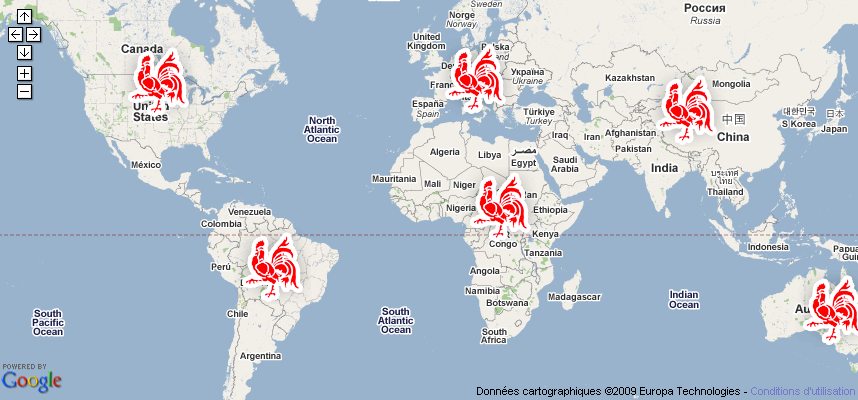 Norge
Norway
Sweden
Россия
Russia
Canada
United
Kingdom
Polska
Україна
Ukraine
Kazakhstan
Mongolia
España
Spain
Türkiye
Turkey
中国
China
대한민국
S Korea
日本
Japan
United
States
North
Atlantic
Ocean
Iraq
Iran
Afghanistan
Pakistan
Algeria
Libya
مصر
Egypt
Saudi
Arabia
India
México
Mauritania
Mali
Niger
ประเทศ
ไทย
Thailand
Nigeria
Ethiopia
Venezuela
Colombia
Kenya
Congo
Tanzania
Indonesia
Papua
Perú
Angola
Namibia
Botswana
Madagascar
Indian
Ocean
South
Pacific
Ocean
South
Atlantic
Ocean
Chile
South
Africa
Argentina
POWERED BY
Google
Données cartographiques ©2009 Europa Technologies - Conditions d'utilisation